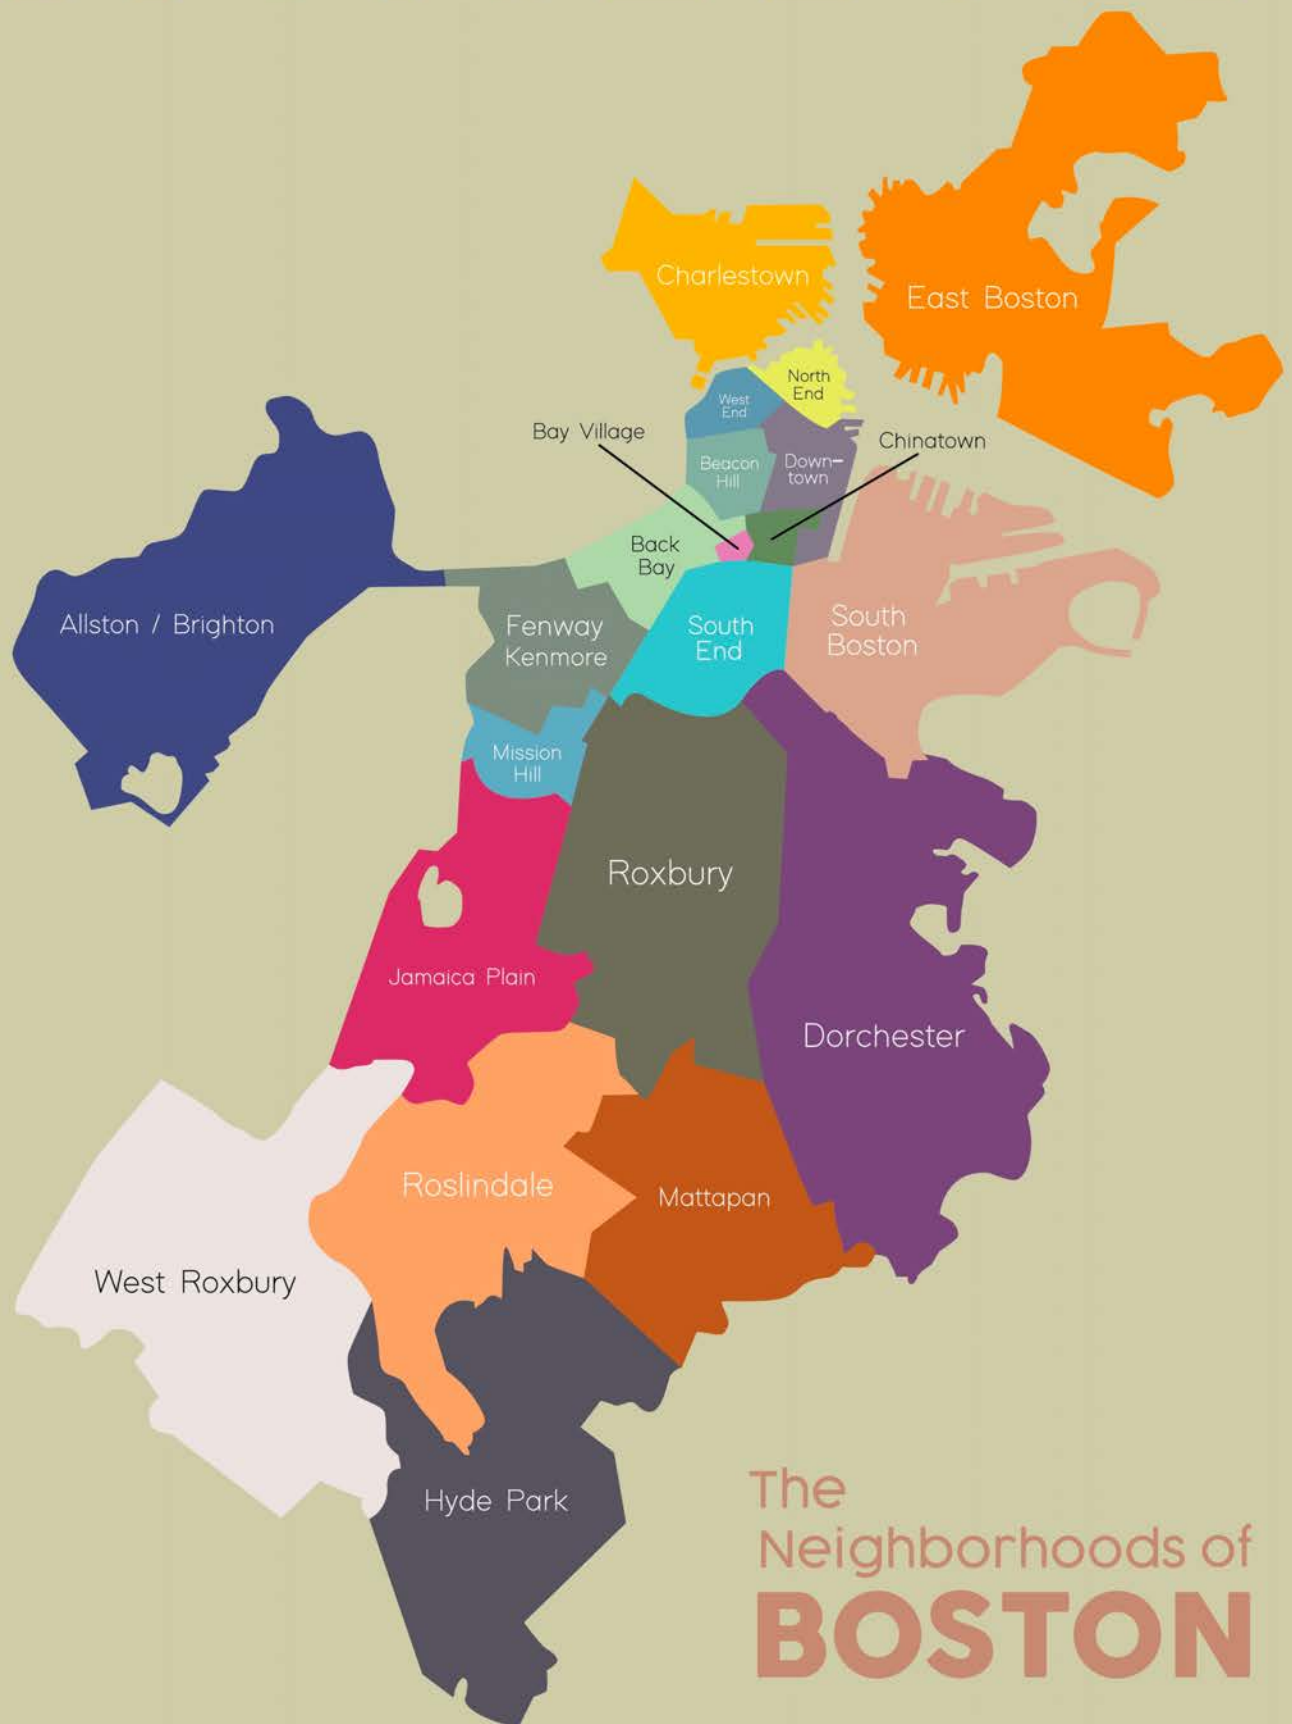 Charlestown
East Boston
North
End
West
End
Bay Village
Chinatown
Beacon
Hill
Down-
town
Back
Bay
Allston / Brighton
Fenway
Kenmore
South
End
South
Boston
Mission
Hill
Roxbury
Jamaica Plain
Dorchester
Roslindale
Mattapan
West Roxbury
Hyde Park
The
Neighborhoods of
BOSTON